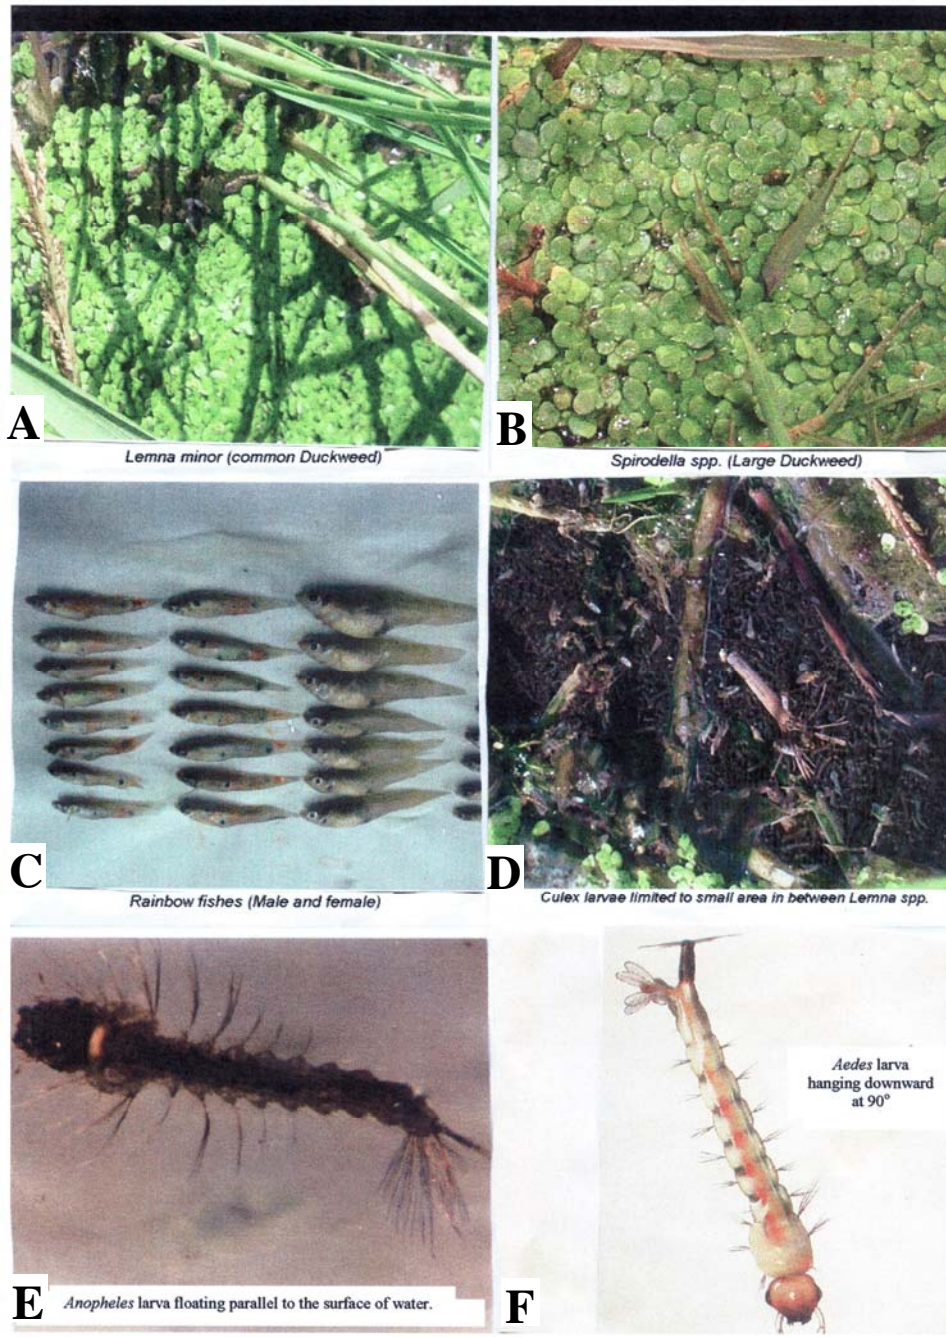 A
Lemna minor (common Duckweed)
B
Spirodella spp. (Large Duckweed)
C
Rainbow fishes (Male and female)
D
Culex larvae limited to small area in between Lemna spp.
E
Anopheles larva floating parallel to the surface of water.
F
Aedes larva
hanging downward
at 90°